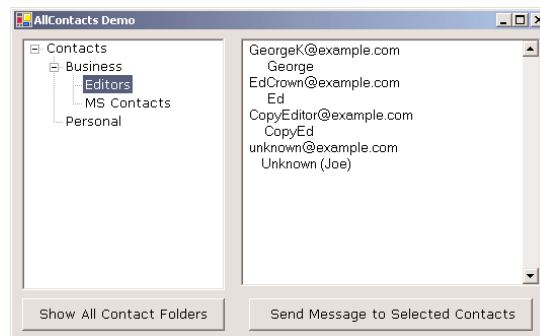 AllContacts Demo
Contacts
Business
Editors
MS Contacts
Personal
GeorgeK@example.com
George
EdCrown@example.com
Ed
CopyEditor@example.com
CopyEd
unknown@example.com
Unknown (Joe)
Show All Contact Folders
Send Message to Selected Contacts